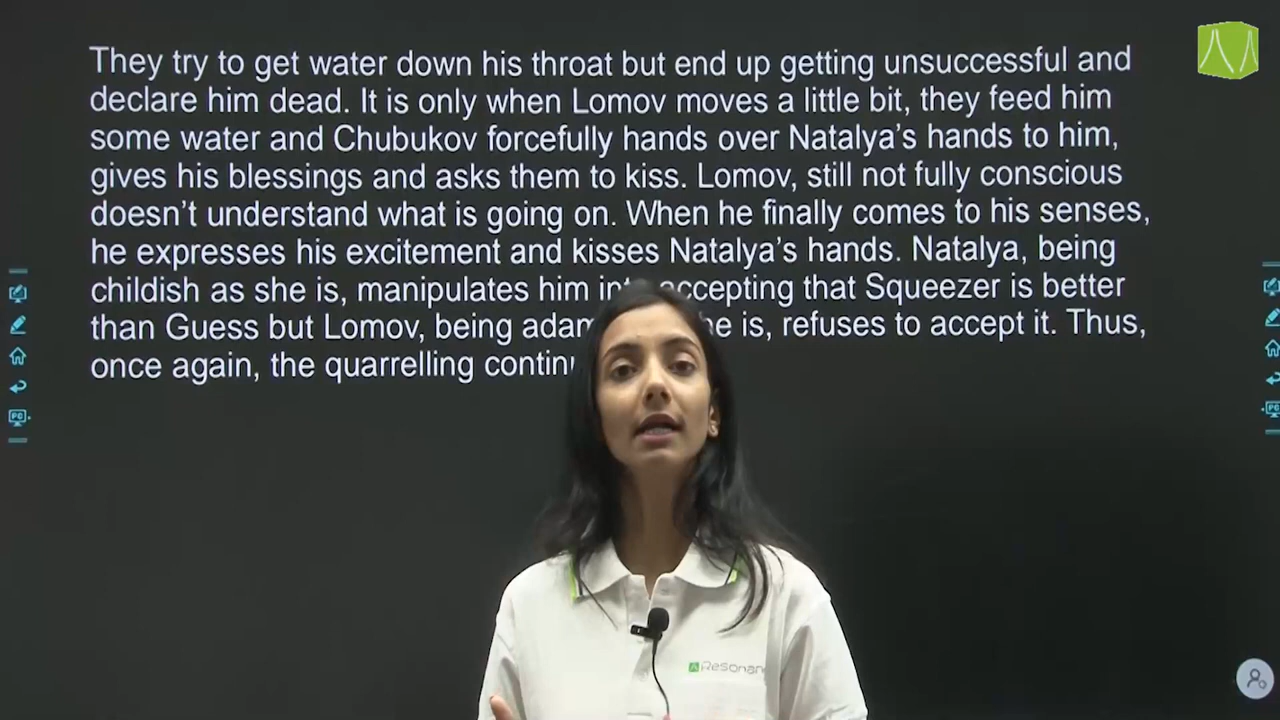 They try to get water down his throat but end up getting unsuccessful and
declare him dead. It is only when Lomov moves a little bit, they feed him
some water and Chubukov forcefully hands over Natalya's hands to him,
gives his blessings and asks them to kiss. Lomov, still not fully conscious
doesn't understand what is going on. When he finally comes to his senses,
he expresses his excitement and kisses Natalya's hands. Natalya, being
childish as she is, manipulates him accepting that Squeezer is better
than Guess but Lomov, being is, refuses to accept it. Thus,
once again, the quarrelling
PC
PC